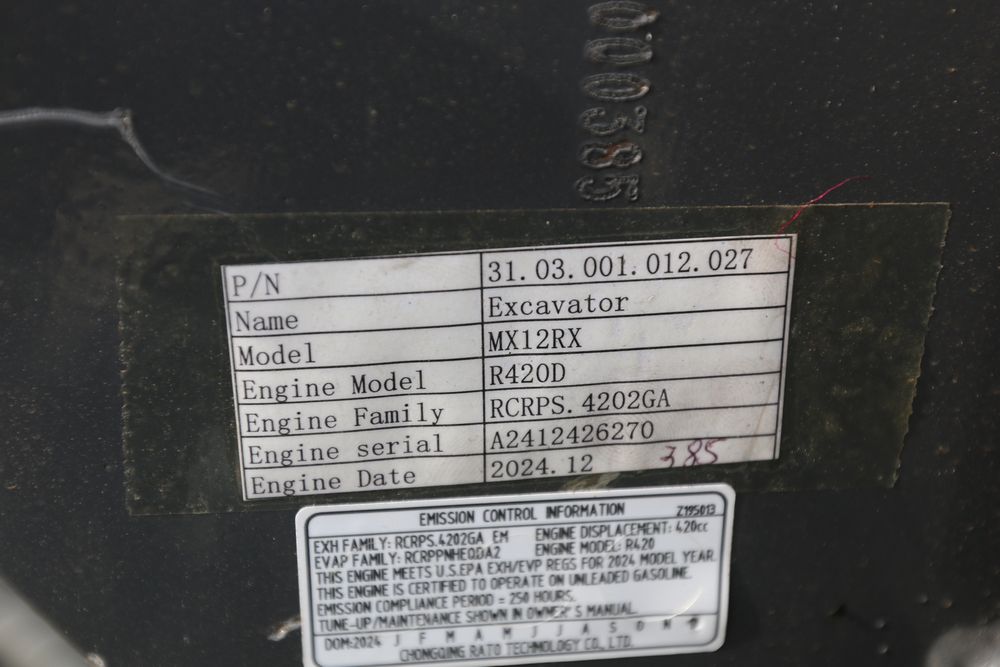 000385
P/N 31.03.001.012.027
Name Excavator
Model MX12RX
Engine Model R420D
Engine Family RCRPS.4202GA
Engine serial A2412426270
Engine Date 2024.12 385
EMISSION CONTROL INFORMATION Z195013
EXH FAMILY: RCRPS.4202GA EM ENGINE DISPLACEMENT: 420cc
EVAP FAMILY: RCRPPNHEQDA2 ENGINE MODEL: R420
THIS ENGINE MEETS U.S.EPA EXH/EVP REGS FOR 2024 MODEL YEAR.
THIS ENGINE IS CERTIFIED TO OPERATE ON UNLEADED GASOLINE.
EMISSION COMPLIANCE PERIOD = 250 HOURS.
TUNE-UP/MAINTENANCE SHOWN IN OWNER'S MANUAL.
DOM:2024 J F M A M J J A S O N
CHONGQING RATO TECHNOLOGY CO., LTD.